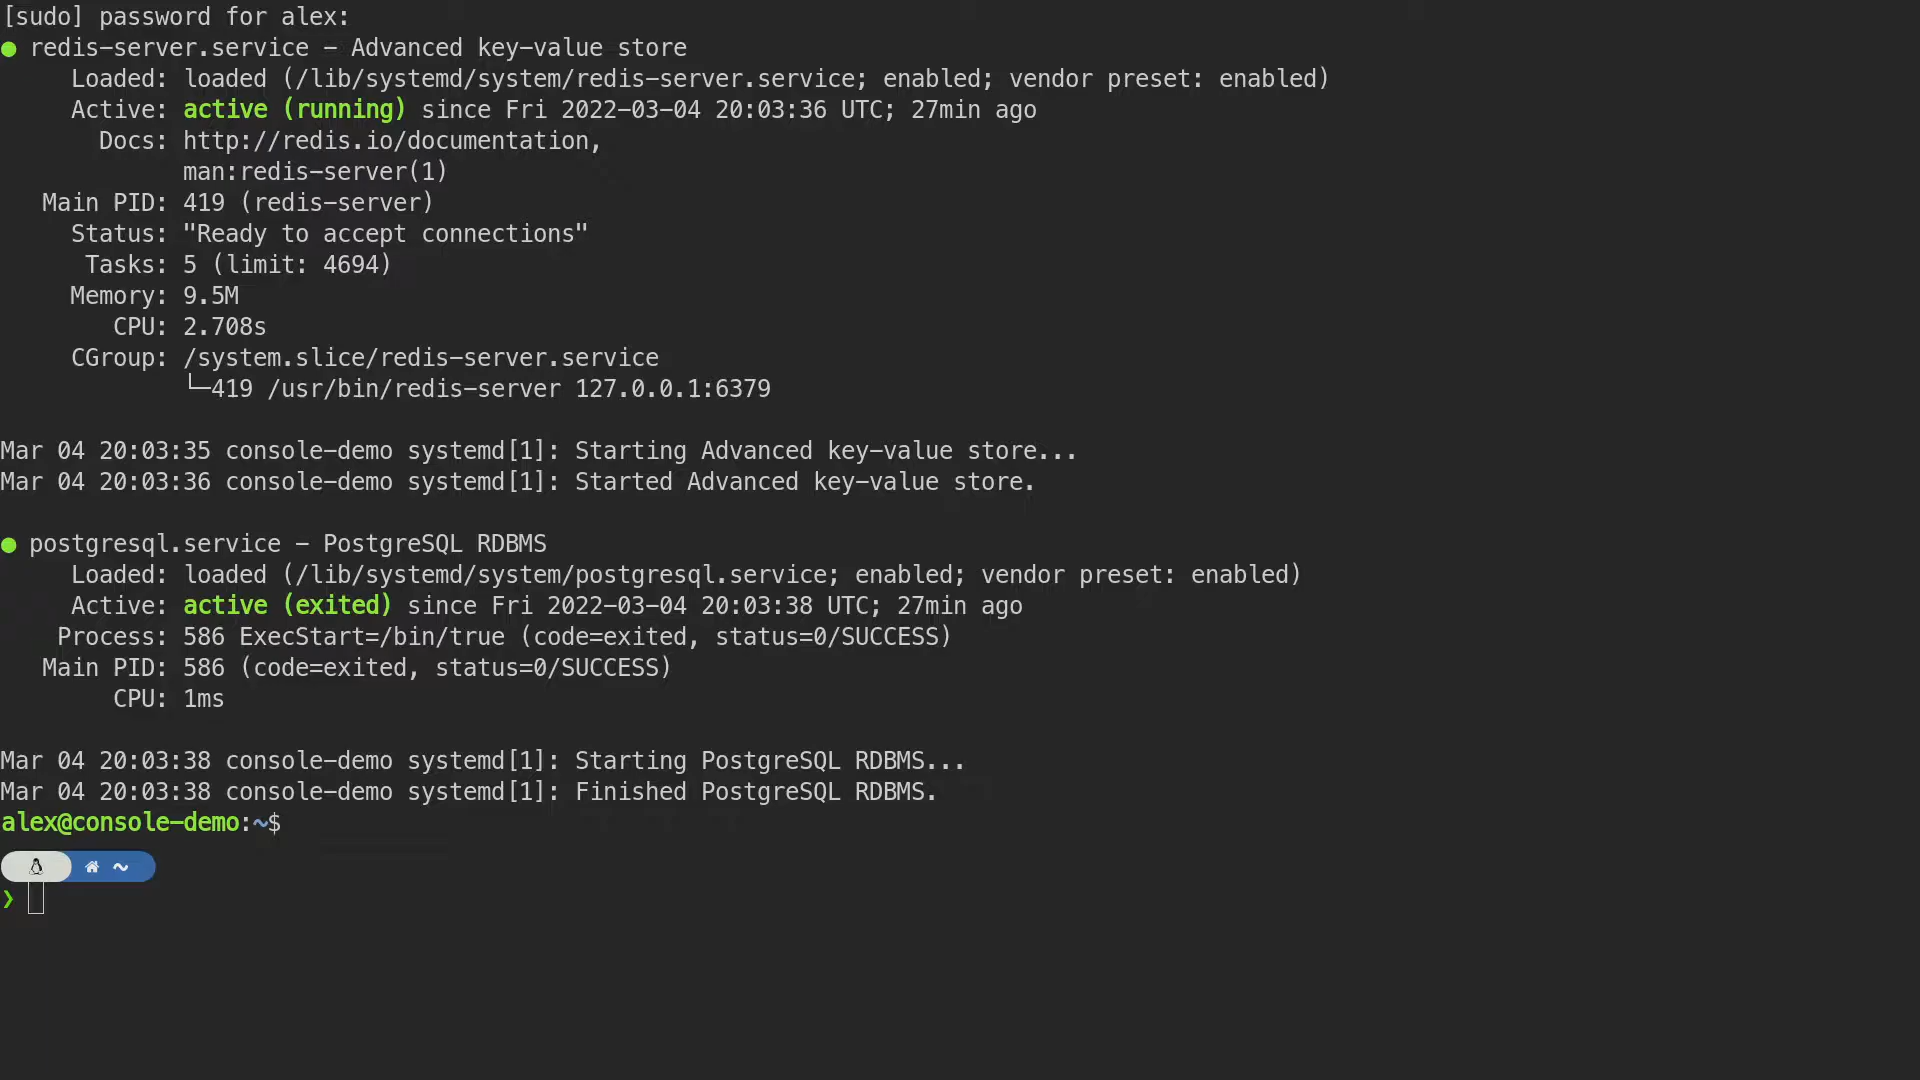 [sudo] password for alex:
● redis-server.service - Advanced key-value store
     Loaded: loaded (/lib/systemd/system/redis-server.service; enabled; vendor preset: enabled)
     Active: active (running) since Fri 2022-03-04 20:03:36 UTC; 27min ago
       Docs: http://redis.io/documentation,
             man:redis-server(1)
   Main PID: 419 (redis-server)
     Status: "Ready to accept connections"
      Tasks: 5 (limit: 4694)
     Memory: 9.5M
        CPU: 2.708s
     CGroup: /system.slice/redis-server.service
             └─419 /usr/bin/redis-server 127.0.0.1:6379

Mar 04 20:03:35 console-demo systemd[1]: Starting Advanced key-value store...
Mar 04 20:03:36 console-demo systemd[1]: Started Advanced key-value store.

● postgresql.service - PostgreSQL RDBMS
     Loaded: loaded (/lib/systemd/system/postgresql.service; enabled; vendor preset: enabled)
     Active: active (exited) since Fri 2022-03-04 20:03:38 UTC; 27min ago
    Process: 586 ExecStart=/bin/true (code=exited, status=0/SUCCESS)
   Main PID: 586 (code=exited, status=0/SUCCESS)
        CPU: 1ms

Mar 04 20:03:38 console-demo systemd[1]: Starting PostgreSQL RDBMS...
Mar 04 20:03:38 console-demo systemd[1]: Finished PostgreSQL RDBMS.
alex@console-demo:~$
~
❯